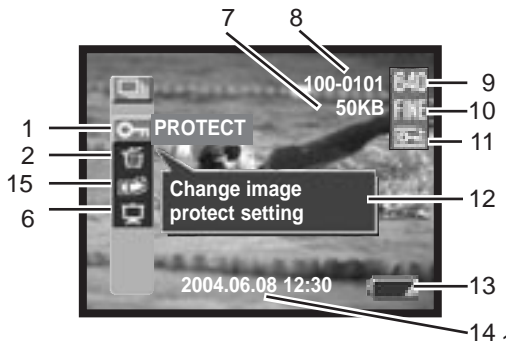 7 8
100-0101 640 9
50KB FINE 10
1 PROTECT 11
2
15 Change image 12
6 protect setting
2004.06.08 12:30 13
14